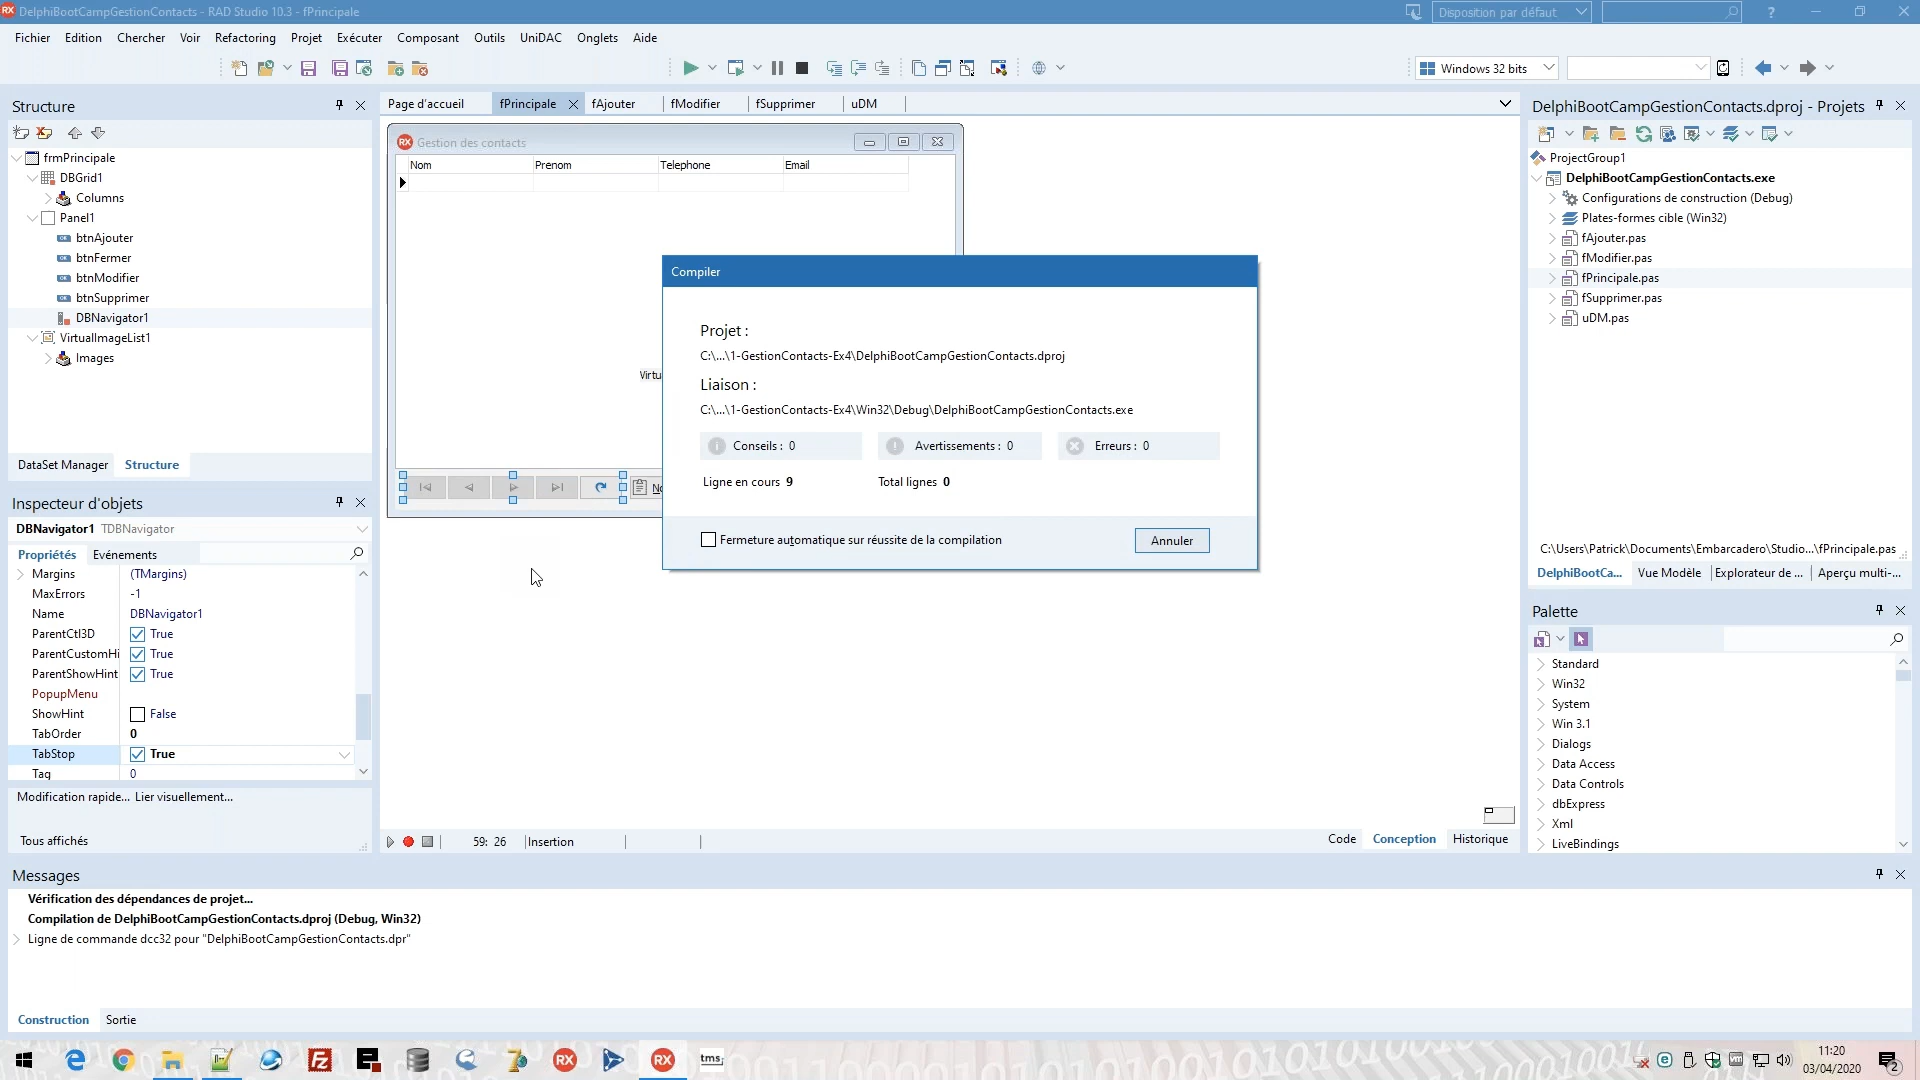 DelphiBootCampGestionContacts - RAD Studio 10.3 - fPrincipale
Disposition par défaut
Fichier Edition Chercher Voir Refactoring Projet Exécuter Composant Outils UniDAC Onglets Aide
Windows 32 bits
Structure
frmPrincipale
DBGrid1
Columns
Panel1
btnAjouter
btnFermer
btnModifier
btnSupprimer
DBNavigator1
VirtualImageList1
Images
DataSet Manager Structure
Inspecteur d'objets
DBNavigator1 TDBNavigator
Propriétés Evénements
Margins (TMargins)
MaxErrors -1
Name DBNavigator1
ParentCtl3D True
ParentCustomHi True
ParentShowHint True
PopupMenu
ShowHint False
TabOrder 0
TabStop True
Tag 0
Modification rapide... Lier visuellement...
Tous affichés
Page d'accueil fPrincipale fAjouter fModifier fSupprimer uDM
Gestion des contacts
Nom Prenom Telephone Email
Virtu
Compiler
Projet :
C:\...\1-GestionContacts-Ex4\DelphiBootCampGestionContacts.dproj
Liaison :
C:\...\1-GestionContacts-Ex4\Win32\Debug\DelphiBootCampGestionContacts.exe
Conseils : 0 Avertissements : 0 Erreurs : 0
Ligne en cours 9 Total lignes 0
Fermeture automatique sur réussite de la compilation
Annuler
59: 26 Insertion
Code Conception Historique
DelphiBootCampGestionContacts.dproj - Projets
ProjectGroup1
DelphiBootCampGestionContacts.exe
Configurations de construction (Debug)
Plates-formes cible (Win32)
fAjouter.pas
fModifier.pas
fPrincipale.pas
fSupprimer.pas
uDM.pas
C:\Users\Patrick\Documents\Embarcadero\Studio...\fPrincipale.pas
DelphiBootCa... Vue Modèle Explorateur de ... Aperçu multi-...
Palette
Standard
Win32
System
Win 3.1
Dialogs
Data Access
Data Controls
dbExpress
Xml
LiveBindings
Messages
Vérification des dépendances de projet...
Compilation de DelphiBootCampGestionContacts.dproj (Debug, Win32)
Ligne de commande dcc32 pour "DelphiBootCampGestionContacts.dpr"
Construction Sortie
tms
11:20
03/04/2020
2